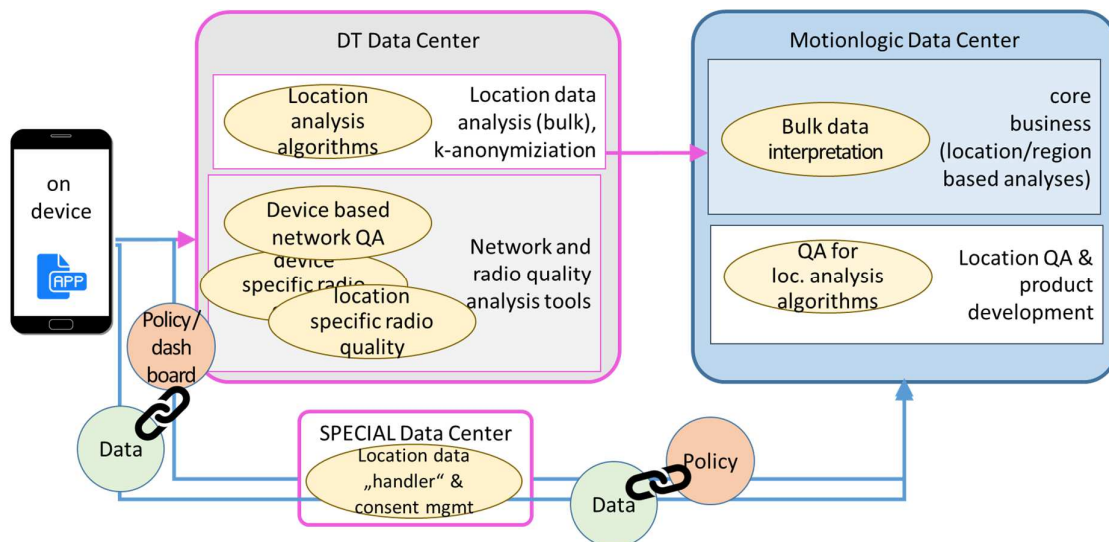 DT Data Center
Location
analysis
algorithms
Location data
analysis (bulk),
k-anonymiziation
Device based
network QA
device
specific radio
location
specific radio
quality
Network and
radio quality
analysis tools
Motionlogic Data Center
Bulk data
interpretation
core
business
(location/region
based analyses)
QA for
loc. analysis
algorithms
Location QA &
product
development
on
device
APP
Policy/
dash
board
Data
SPECIAL Data Center
Location data
„handler“ &
consent mgmt
Data
Policy